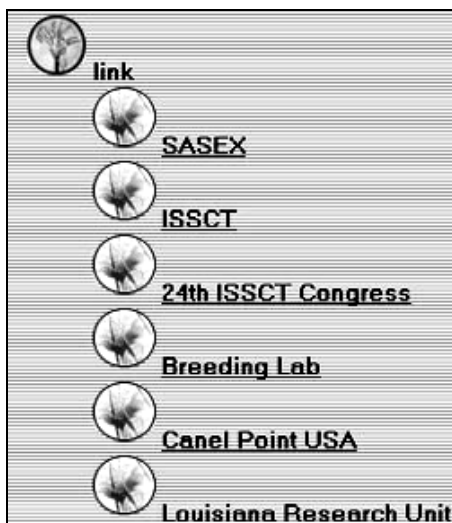 link
SASEX
ISSCT
24th ISSCT Congress
Breeding Lab
Canel Point USA
Louisiana Research Unit